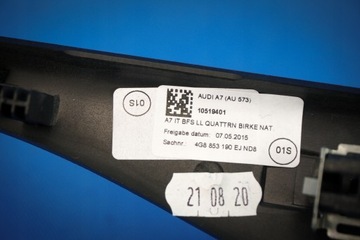 AUDI A7 (AU 573)
10519401
A7 IT BFS LL QUATTRN BIRKE NAT
Freigabe datum: 07.05.2015
Sachnr.: 4G8 853 190 EJ ND8
01S
01S
21 08 20